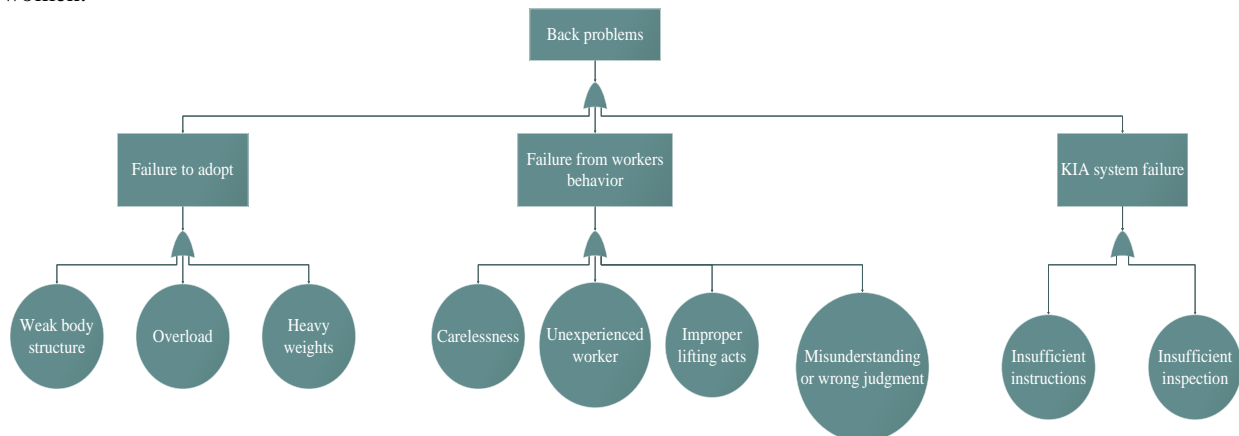 Back problems
Failure to adopt
Failure from workers
behavior
KIA system failure
Weak body
structure
Overload
Heavy
weights
Carelessness
Unexperienced
worker
Improper
lifting acts
Misunderstanding
or wrong judgment
Insufficient
instructions
Insufficient
inspection